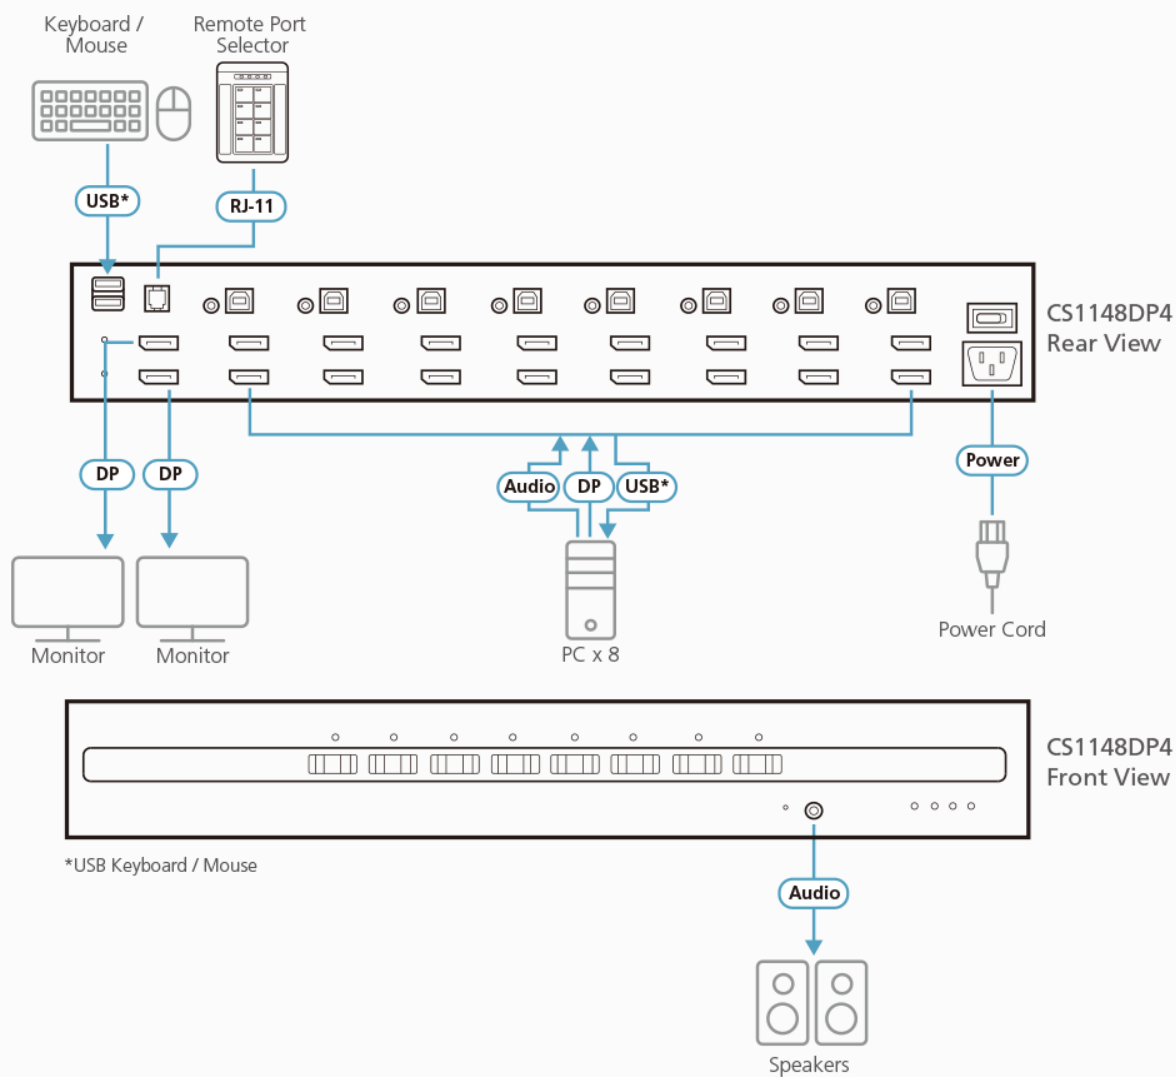 Keyboard /
Mouse
Remote Port
Selector
USB*
RJ-11
CS1148DP4
Rear View
DP
DP
Audio
DP
USB*
Power
Monitor
Monitor
PC x 8
Power Cord
CS1148DP4
Front View
*USB Keyboard / Mouse
Audio
Speakers